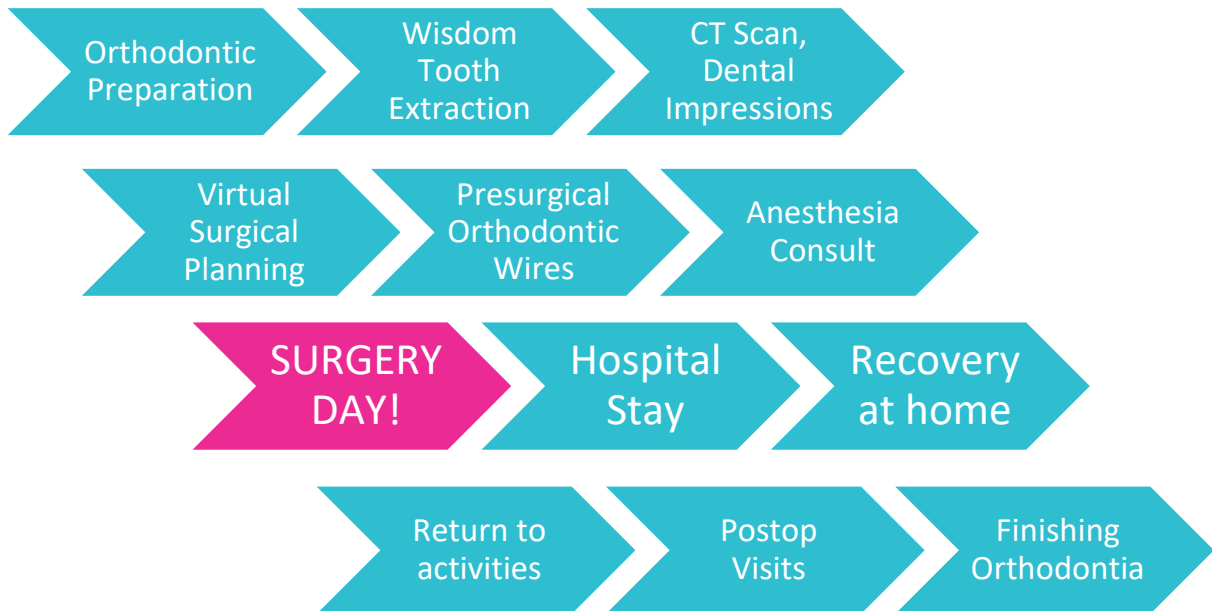 Orthodontic
Preparation
Wisdom
Tooth
Extraction
CT Scan,
Dental
Impressions
Virtual
Surgical
Planning
Presurgical
Orthodontic
Wires
Anesthesia
Consult
SURGERY
DAY!
Hospital
Stay
Recovery
at home
Return to
activities
Postop
Visits
Finishing
Orthodontia